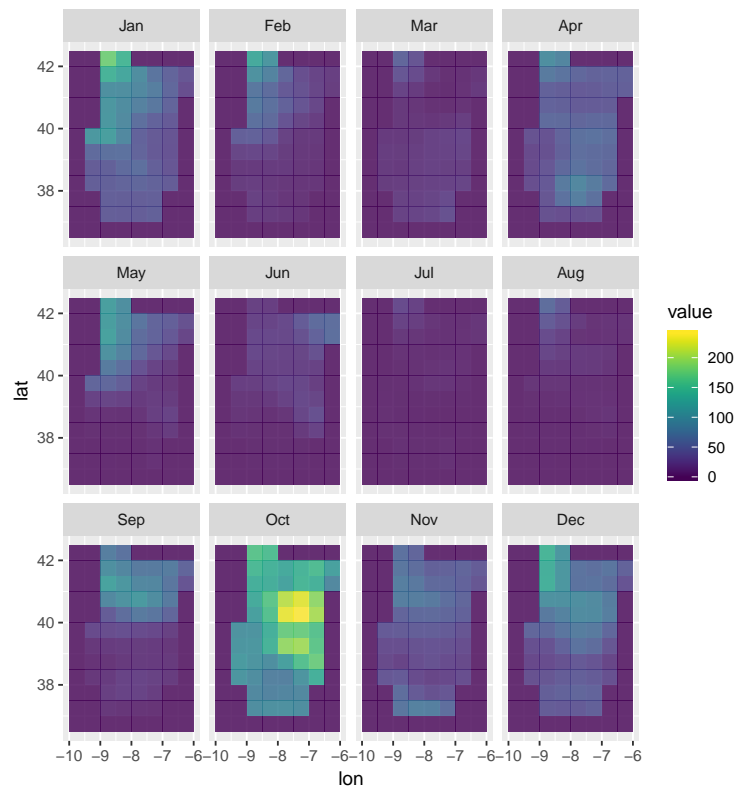 Jan Feb Mar Apr
42
40
38
May Jun Jul Aug
42
40
38
lat
value
200
150
100
50
0
Sep Oct Nov Dec
42
40
38
−10 −9 −8 −7 −6 −10 −9 −8 −7 −6 −10 −9 −8 −7 −6 −10 −9 −8 −7 −6
lon